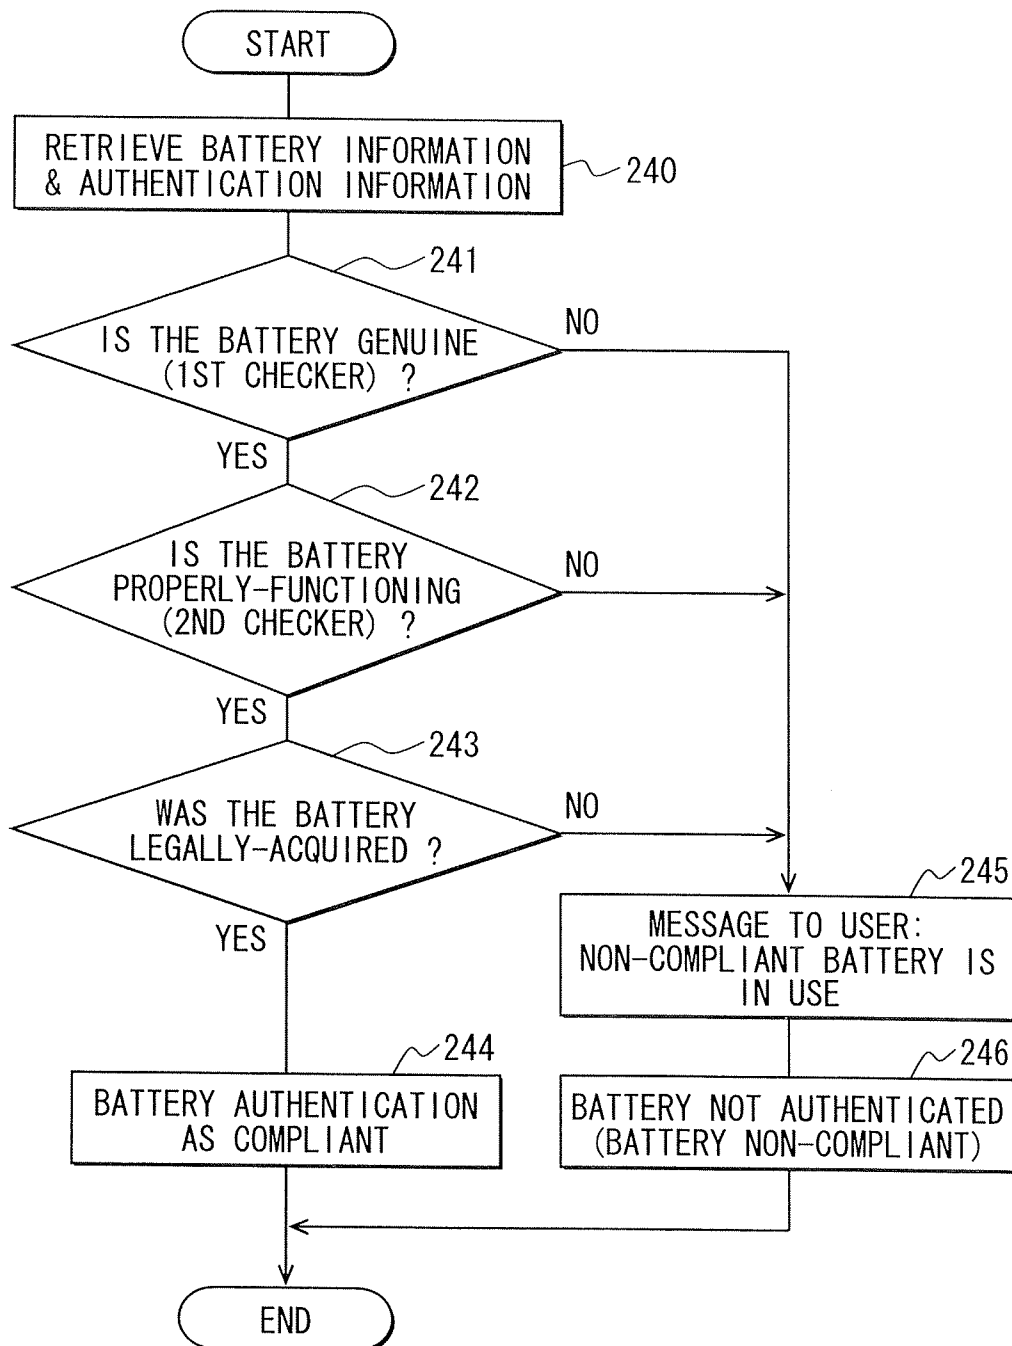 START
RETRIEVE BATTERY INFORMATION
& AUTHENTICATION INFORMATION
240
241
IS THE BATTERY GENUINE
(1ST CHECKER) ?
NO
YES
242
IS THE BATTERY
PROPERLY-FUNCTIONING
(2ND CHECKER) ?
NO
YES
243
WAS THE BATTERY
LEGALLY-ACQUIRED ?
NO
YES
245
MESSAGE TO USER:
NON-COMPLIANT BATTERY IS
IN USE
244
BATTERY AUTHENTICATION
AS COMPLIANT
246
BATTERY NOT AUTHENTICATED
(BATTERY NON-COMPLIANT)
END